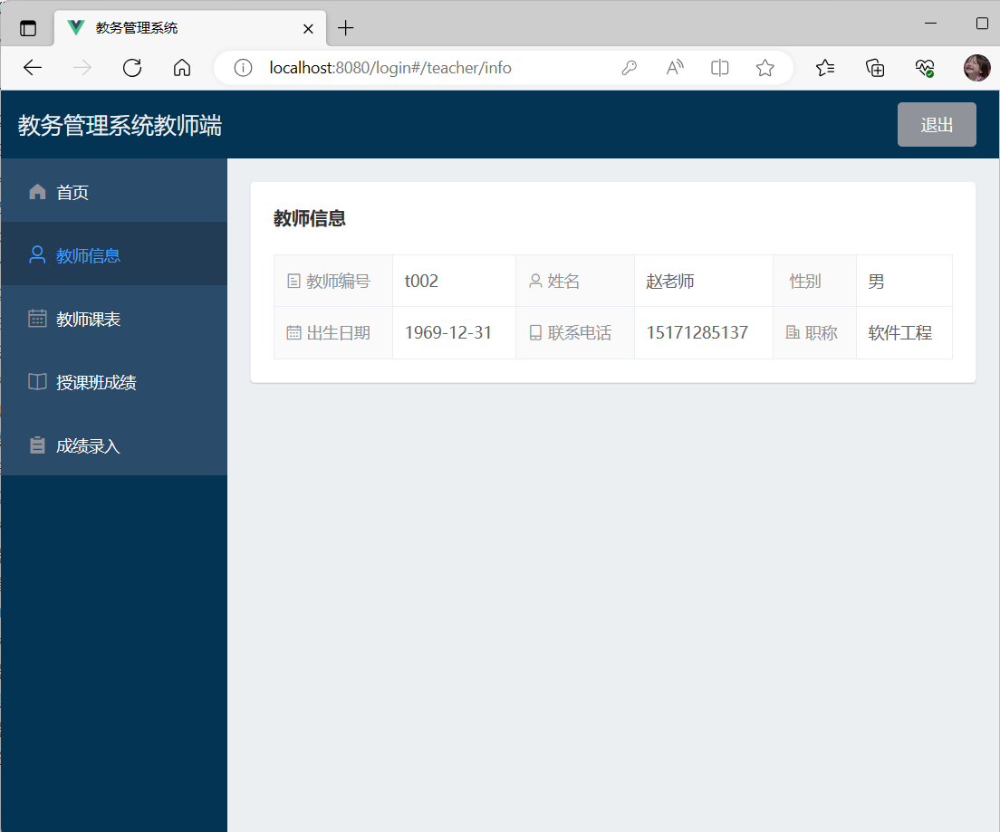 教务管理系统
localhost:8080/login#/teacher/info
教务管理系统教师端
退出
首页
教师信息
教师课表
授课班成绩
成绩录入
教师信息
教师编号 t002 姓名 赵老师 性别 男
出生日期 1969-12-31 联系电话 15171285137 职称 软件工程